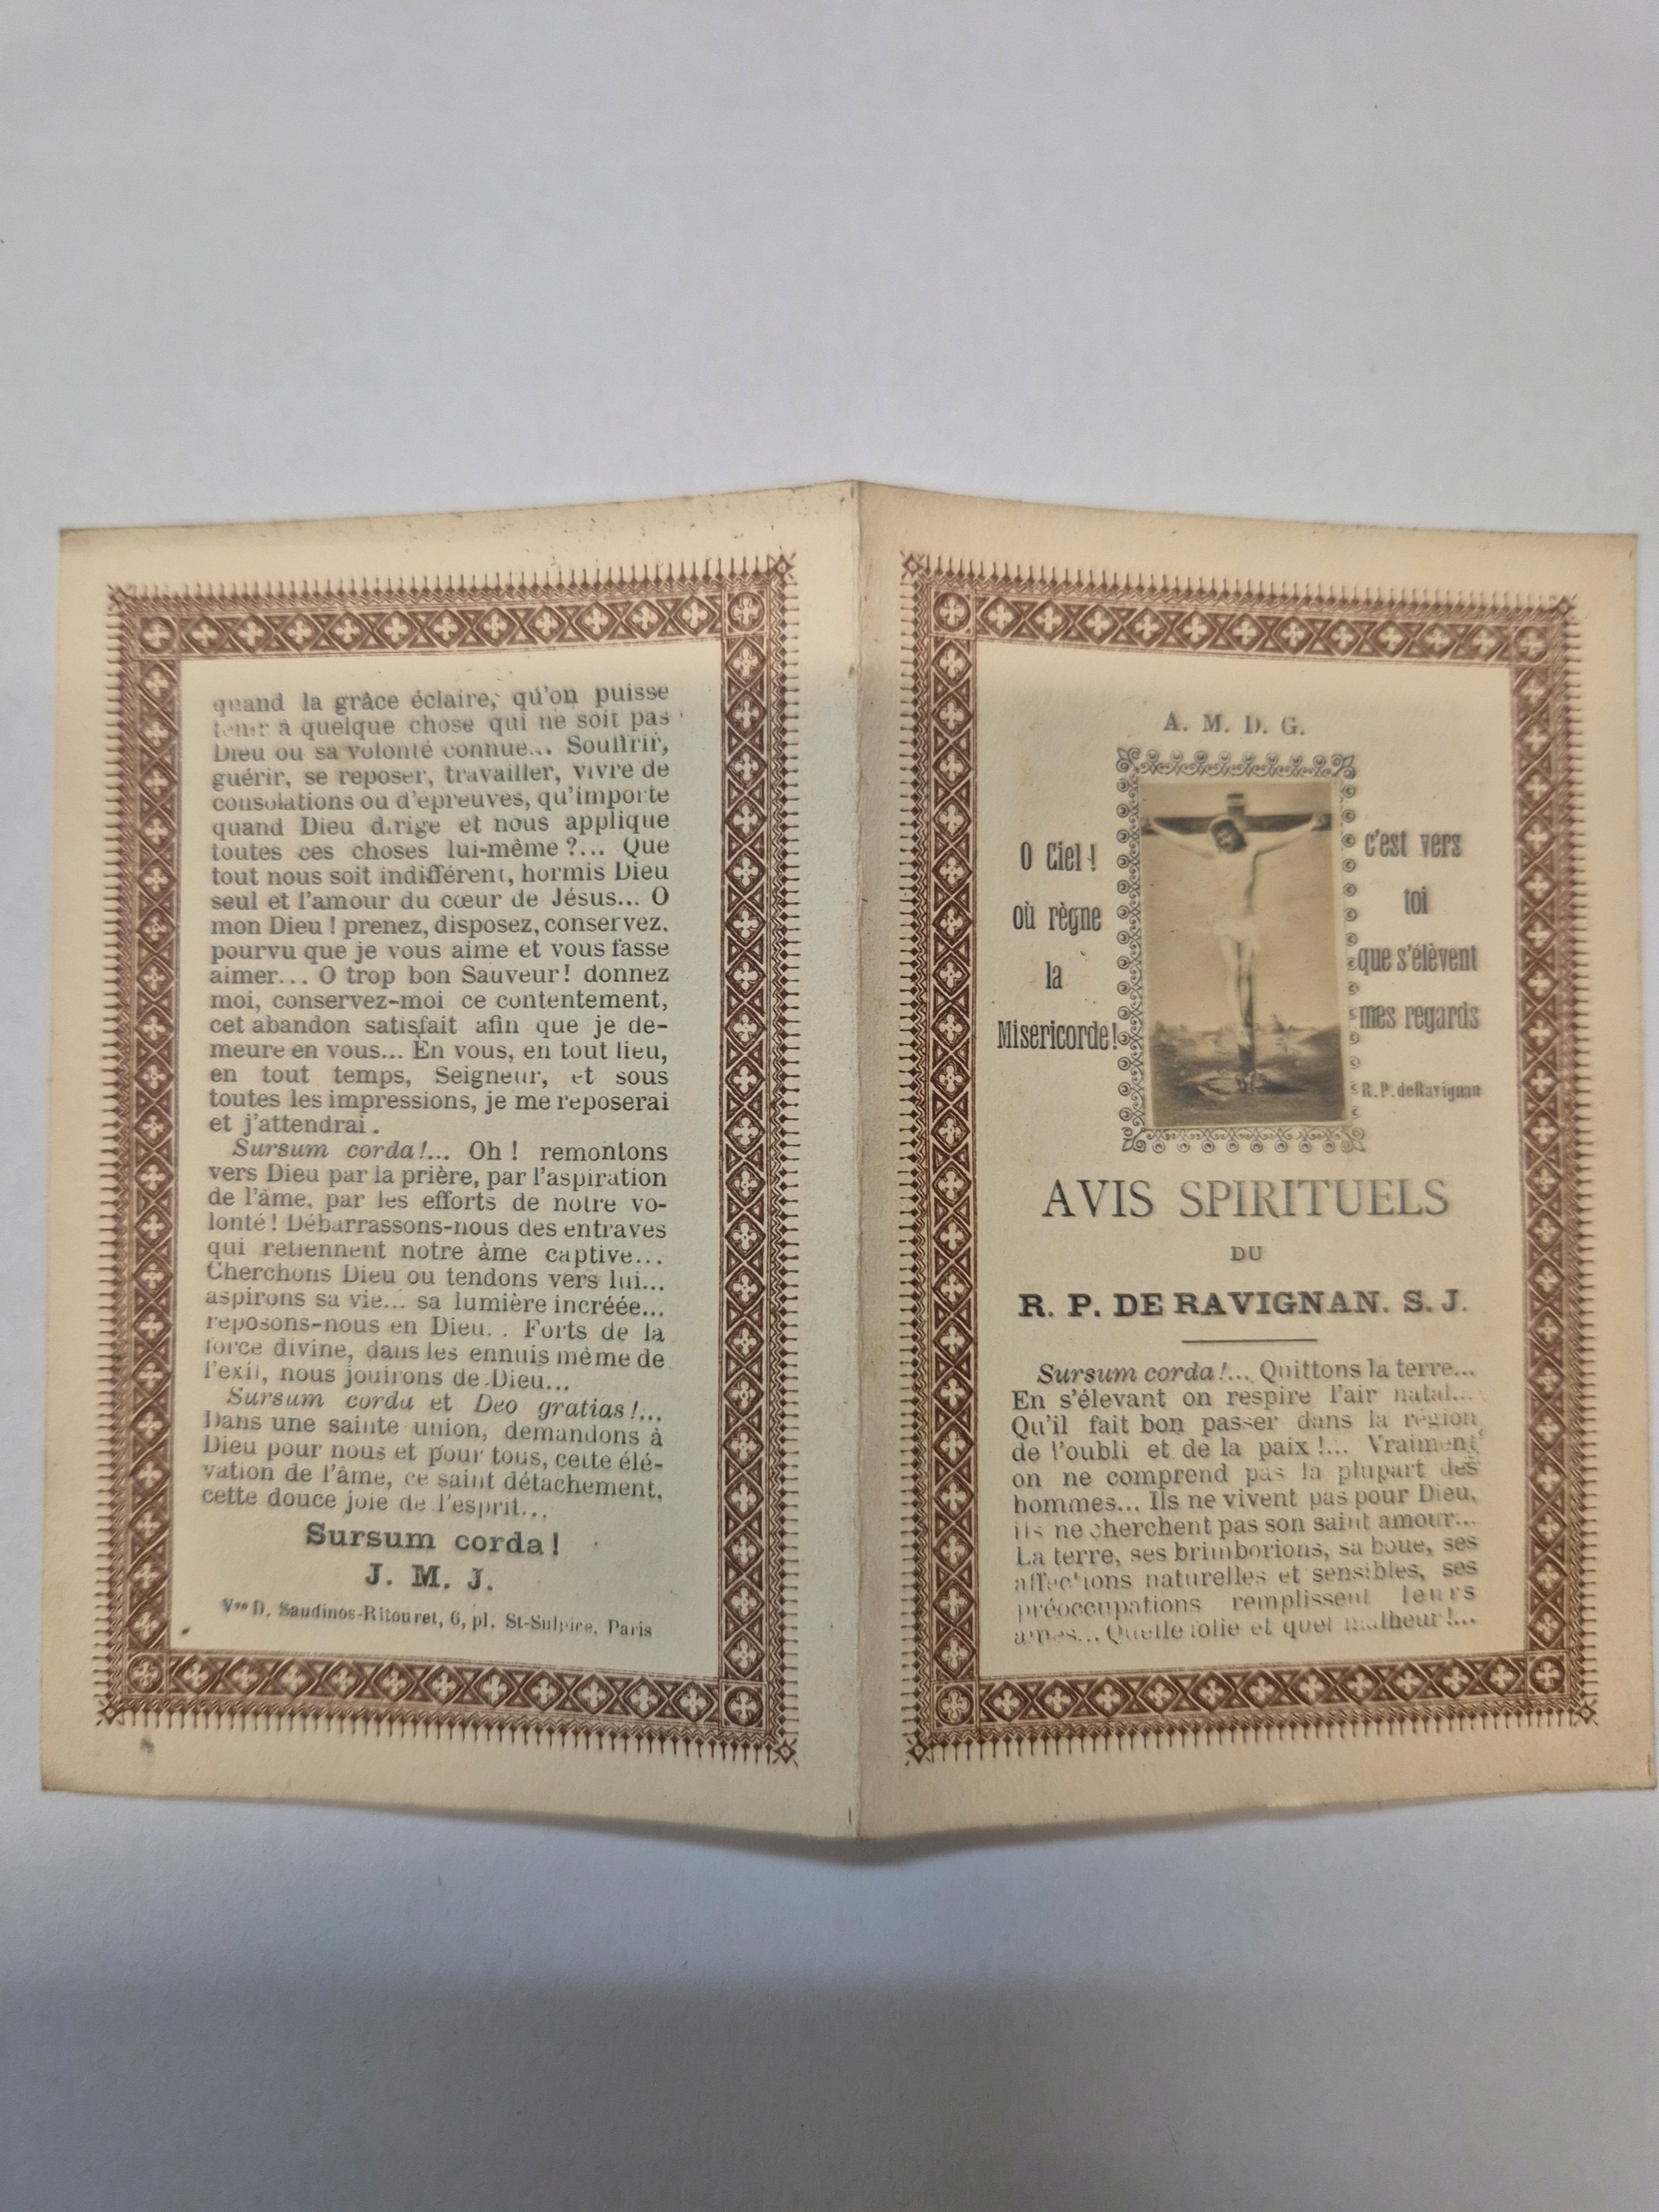 quand la grâce éclaire, qu'on puisse
tenir à quelque chose qui ne soit pas
Dieu ou sa volonté connue... Souffrir,
guérir, se reposer, travailler, vivre de
consolations ou d'épreuves, qu'importe
quand Dieu dirige et nous applique
toutes ces choses lui-même ?... Que
tout nous soit indifférent, hormis Dieu
seul et l'amour du cœur de Jésus... O
mon Dieu ! prenez, disposez, conservez,
pourvu que je vous aime et vous fasse
aimer... O trop bon Sauveur! donnez
moi, conservez-moi ce contentement,
cet abandon satisfait afin que je de-
meure en vous... En vous, en tout lieu,
en tout temps, Seigneur, et sous
toutes les impressions, je me reposerai
et j'attendrai.
Sursum corda!... Oh ! remontons
vers Dieu par la prière, par l'aspiration
de l'âme, par les efforts de notre vo-
lonté! Débarrassons-nous des entraves
qui retiennent notre âme captive...
Cherchons Dieu ou tendons vers lui...
aspirons sa vie... sa lumière incréée...
reposons-nous en Dieu.. Forts de la
force divine, dans les ennuis même de
l'exil, nous jouirons de Dieu...
Sursum corda et Deo gratias!...
Dans une sainte union, demandons à
Dieu pour nous et pour tous, cette élé-
vation de l'âme, ce saint détachement,
cette douce joie de l'esprit...
Sursum corda!
J. M. J.
Vve D. Saudinos-Ritouret, 6, pl. St-Sulpice, Paris
A. M. D. G.
O Ciel !
où règne
la
Miséricorde!
c'est vers
toi
que s'élèvent
mes regards
R. P. de Ravignan
AVIS SPIRITUELS
DU
R. P. DE RAVIGNAN. S. J.
Sursum corda!... Quittons la terre...
En s'élevant on respire l'air natal...
Qu'il fait bon passer dans la région
de l'oubli et de la paix !... Vraiment
on ne comprend pas la plupart des
hommes... Ils ne vivent pas pour Dieu,
ils ne cherchent pas son saint amour...
La terre, ses brimborions, sa boue, ses
affections naturelles et sensibles, ses
préoccupations remplissent leurs
âmes... Quelle folie et quel malheur !...